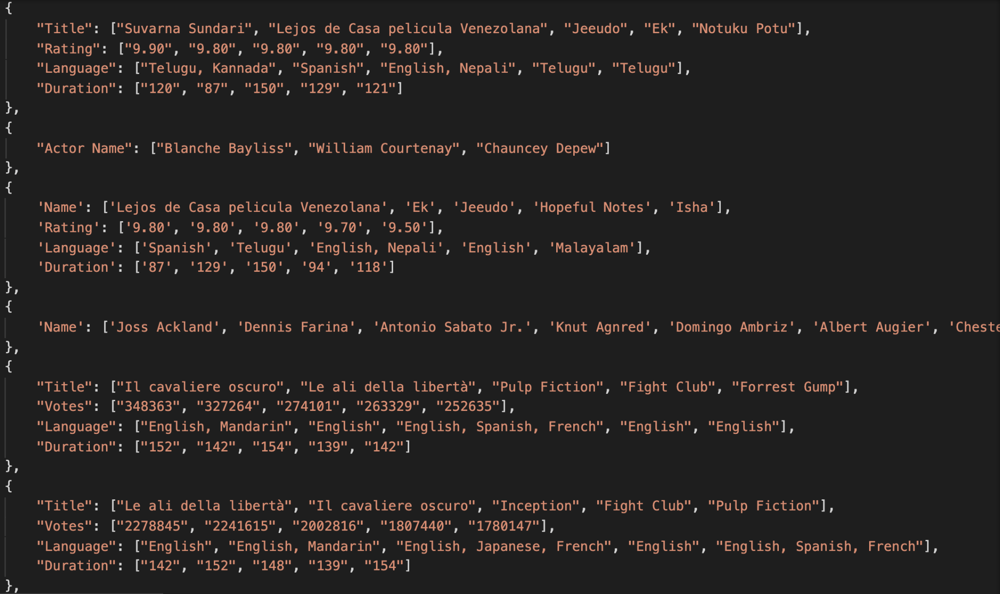 {
    "Title": ["Suvarna Sundari", "Lejos de Casa pelicula Venezolana", "Jeeudo", "Ek", "Notuku Potu"],
    "Rating": ["9.90", "9.80", "9.80", "9.80", "9.80"],
    "Language": ["Telugu, Kannada", "Spanish", "English, Nepali", "Telugu", "Telugu"],
    "Duration": ["120", "87", "150", "129", "121"]
},
{
    "Actor Name": ["Blanche Bayliss", "William Courtenay", "Chauncey Depew"]
},
{
    'Name': ['Lejos de Casa pelicula Venezolana', 'Ek', 'Jeeudo', 'Hopeful Notes', 'Isha'],
    'Rating': ['9.80', '9.80', '9.80', '9.70', '9.50'],
    'Language': ['Spanish', 'Telugu', 'English, Nepali', 'English', 'Malayalam'],
    'Duration': ['87', '129', '150', '94', '118']
},
{
    'Name': ['Joss Ackland', 'Dennis Farina', 'Antonio Sabato Jr.', 'Knut Agnred', 'Domingo Ambriz', 'Albert Augier', 'Cheste
},
{
    "Title": ["Il cavaliere oscuro", "Le ali della libertà", "Pulp Fiction", "Fight Club", "Forrest Gump"],
    "Votes": ["348363", "327264", "274101", "263329", "252635"],
    "Language": ["English, Mandarin", "English", "English, Spanish, French", "English", "English"],
    "Duration": ["152", "142", "154", "139", "142"]
},
{
    "Title": ["Le ali della libertà", "Il cavaliere oscuro", "Inception", "Fight Club", "Pulp Fiction"],
    "Votes": ["2278845", "2241615", "2002816", "1807440", "1780147"],
    "Language": ["English", "English, Mandarin", "English, Japanese, French", "English", "English, Spanish, French"],
    "Duration": ["142", "152", "148", "139", "154"]
},